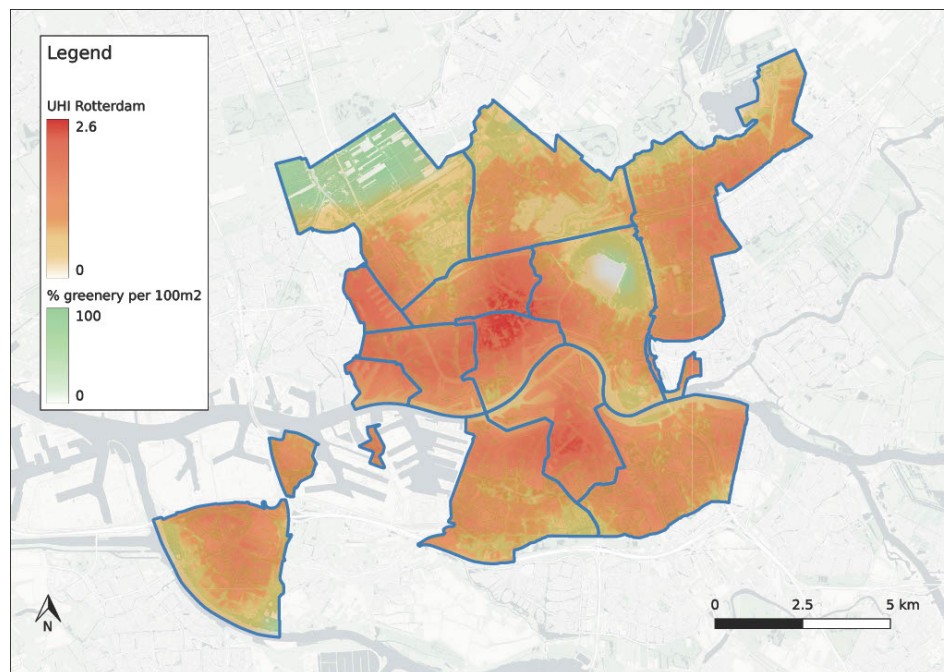 Legend
UHI Rotterdam
2.6
0
% greenery per 100m2
100
0
N
0 2.5 5 km